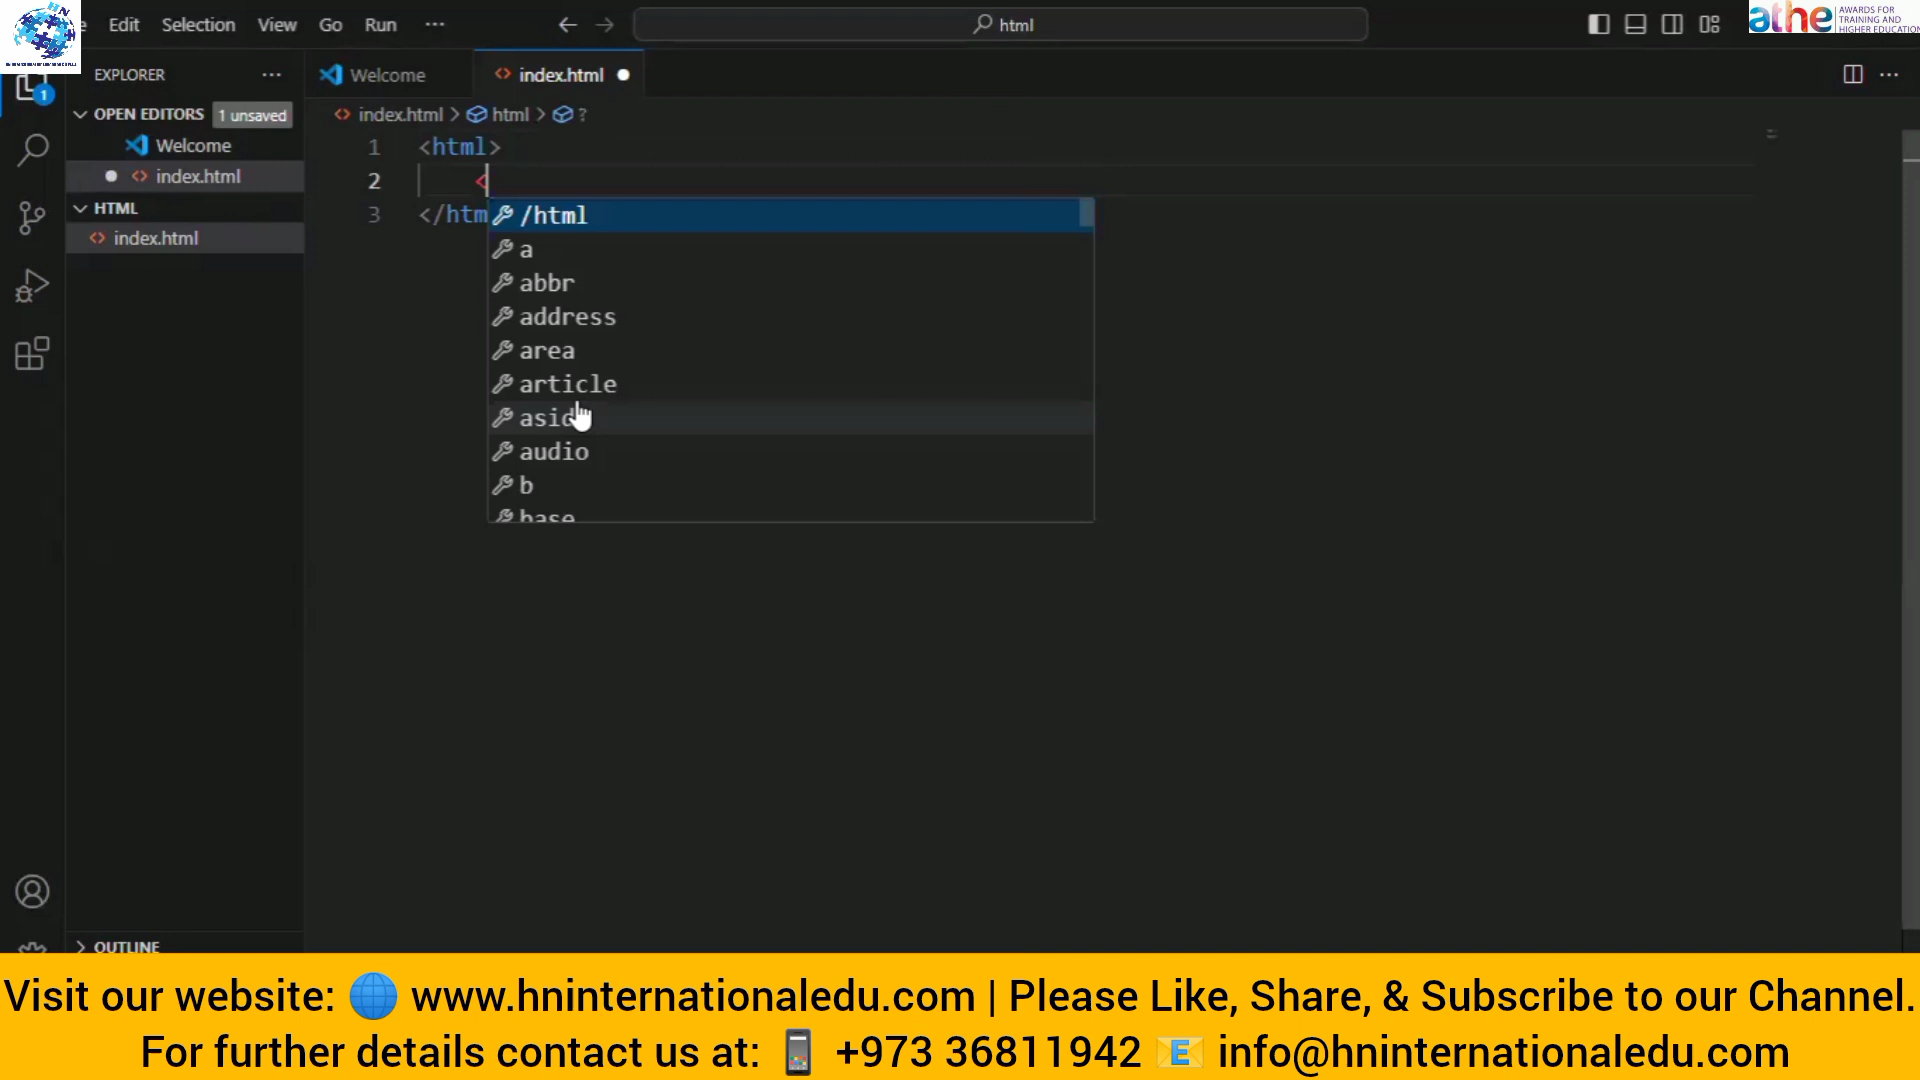 Edit Selection View Go Run ···
html
athe AWARDS FOR TRAINING AND HIGHER EDUCATION
EXPLORER ···
Welcome
index.html
OPEN EDITORS 1 unsaved
index.html > html > ?
Welcome
index.html
HTML
index.html
1 <html>
2 <
3 </htm
/html
a
abbr
address
area
article
audio
b
base
1
OUTLINE
Visit our website: 🌐 www.hninternationaledu.com | Please Like, Share, & Subscribe to our Channel.
For further details contact us at: 📱 +973 36811942 📧 info@hninternationaledu.com